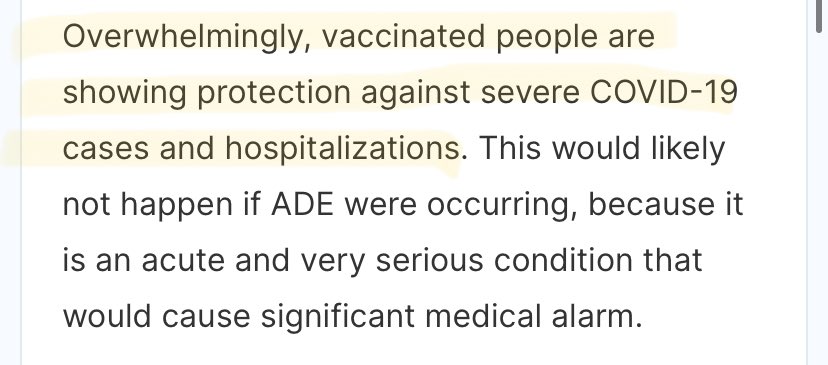 Overwhelmingly, vaccinated people are
showing protection against severe COVID-19
cases and hospitalizations. This would likely
not happen if ADE were occurring, because it
is an acute and very serious condition that
would cause significant medical alarm.